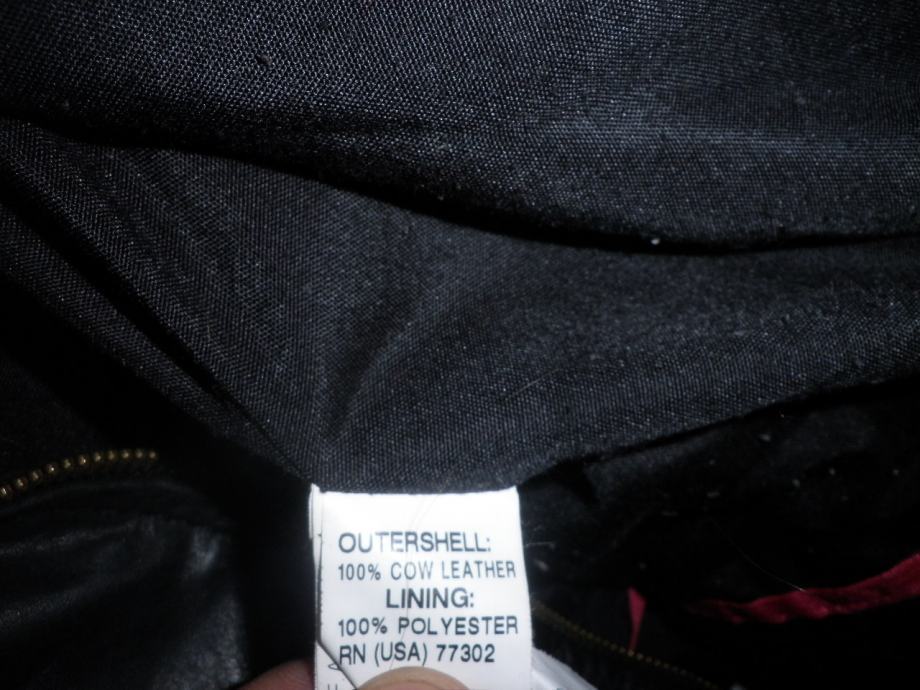 OUTERSHELL:
100% COW LEATHER
LINING:
100% POLYESTER
RN (USA) 77302